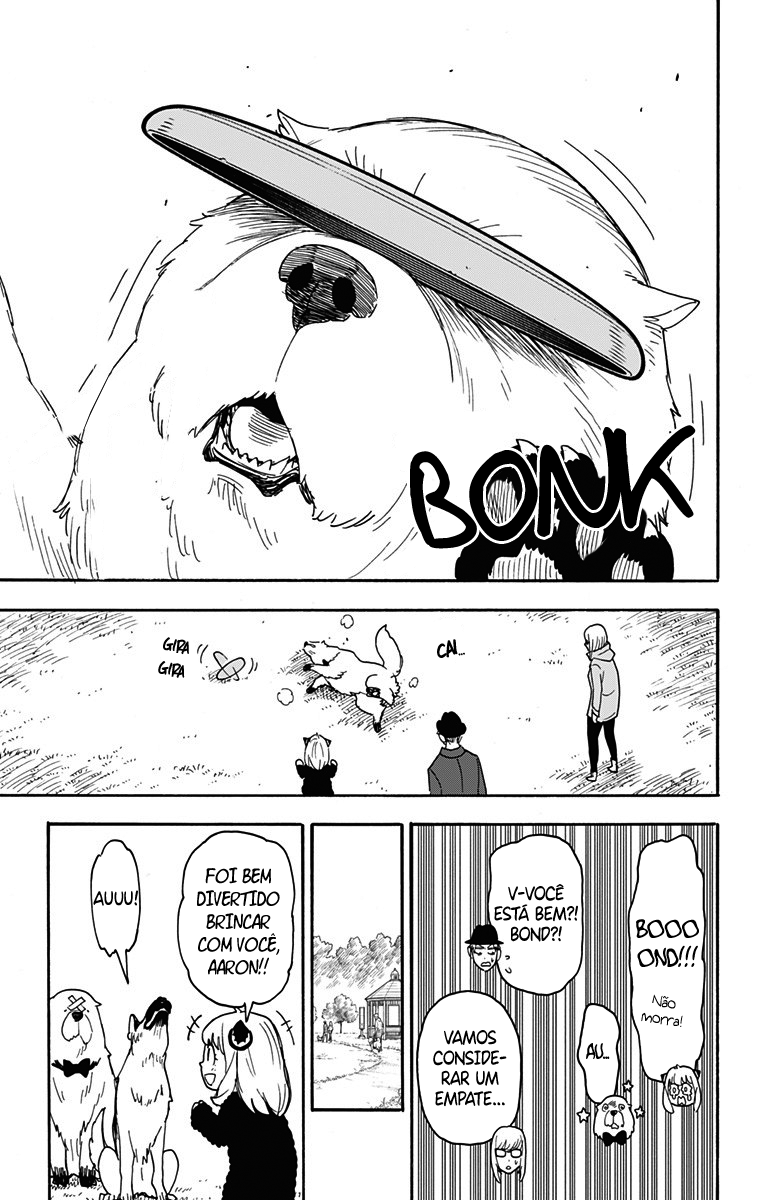 BONK
GIRA
GIRA
CAI...
BOOO
OND!!!
Não
morra!
AU...
V-VOCÊ
ESTÁ BEM?!
BOND?!
VAMOS
CONSIDE-
RAR UM
EMPATE...
FOI BEM
DIVERTIDO
BRINCAR
COM VOCÊ,
AARON!!
AUUU!